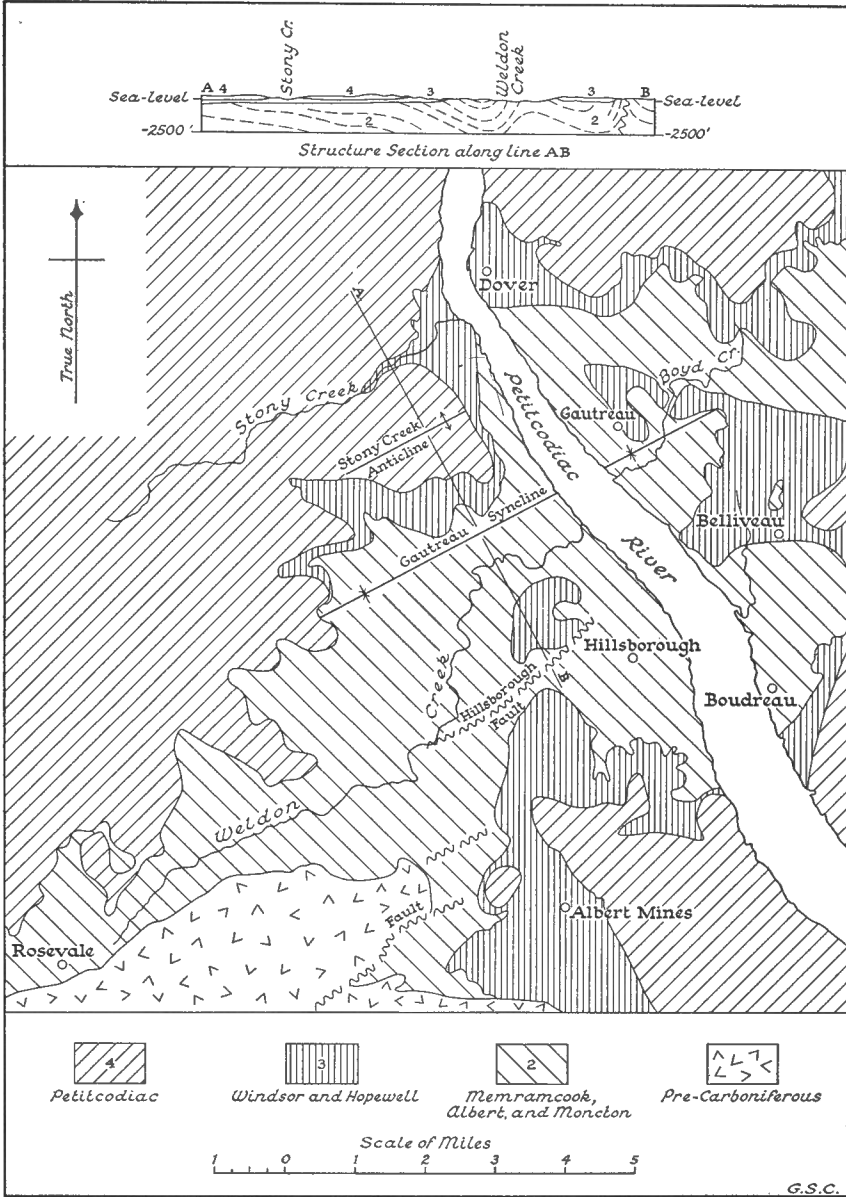 Stony Cr.
Weldon
Creek
A 4 4 3 3 B
Sea-level Sea-level
2 2
-2500' -2500'
Structure Section along line AB
True North
Dover
A
Boyd Cr.
Stony Creek
Petitcodiac
River
Gautreau
Stony Creek
Anticline
Gautreau Syncline
Belliveau
Hillsborough
Creek
Hillsborough
Fault
B
Boudreau
Weldon
Albert Mines
Fault
Rosevale
4 3 2
Petitcodiac Windsor and Hopewell Memramcook,
Albert, and Moncton Pre-Carboniferous
Scale of Miles
1 0 1 2 3 4 5
G.S.C.